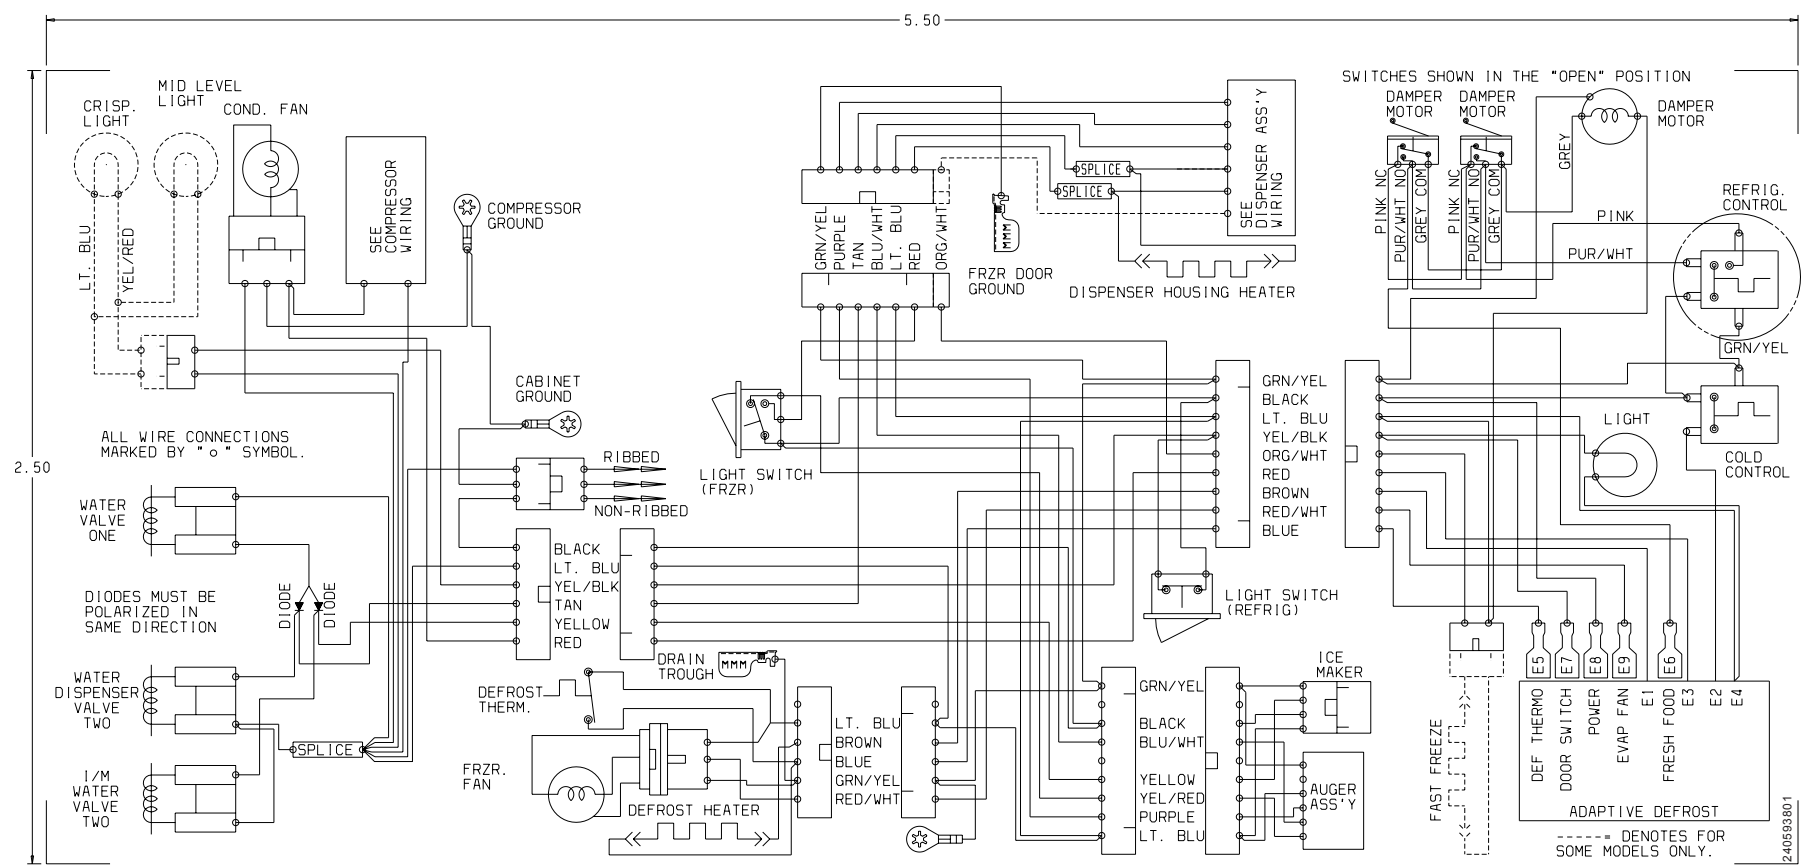 5.50
2.50
SWITCHES SHOWN IN THE "OPEN" POSITION
CRISP.
LIGHT
MID LEVEL
LIGHT
COND. FAN
SEE
COMPRESSOR
WIRING
LT. BLU
YEL/RED
COMPRESSOR
GROUND
CABINET
GROUND
ALL WIRE CONNECTIONS
MARKED BY " o " SYMBOL.
WATER
VALVE
ONE
DIODES MUST BE
POLARIZED IN
SAME DIRECTION
DIODE
DIODE
WATER
DISPENSER
VALVE
TWO
I/M
WATER
VALVE
TWO
SPLICE
RIBBED
NON-RIBBED
BLACK
LT. BLU
YEL/BLK
TAN
YELLOW
RED
DRAIN
TROUGH
MMM
DEFROST
THERM.
FRZR.
FAN
DEFROST HEATER
LT. BLU
BROWN
BLUE
GRN/YEL
RED/WHT
LIGHT SWITCH
(FRZR)
GRN/YEL
PURPLE
TAN
BLU/WHT
LT. BLU
RED
ORG/WHT
MMM
FRZR DOOR
GROUND
SPLICE
SPLICE
SEE
DISPENSER ASS'Y
WIRING
DISPENSER HOUSING HEATER
GRN/YEL
BLACK
LT. BLU
YEL/BLK
ORG/WHT
RED
BROWN
RED/WHT
BLUE
LIGHT SWITCH
(REFRIG)
GRN/YEL
BLACK
BLU/WHT
YELLOW
YEL/RED
PURPLE
LT. BLU
ICE
MAKER
AUGER
ASS'Y
DAMPER
MOTOR
DAMPER
MOTOR
DAMPER
MOTOR
GREY
PINK NC
PUR/WHT NO
GREY COM
PINK NC
PUR/WHT NO
GREY COM
PINK
PUR/WHT
REFRIG.
CONTROL
GRN/YEL
COLD
CONTROL
LIGHT
FAST FREEZE
E5
E7
E8
E9
E6
DEF THERMO
DOOR SWITCH
POWER
EVAP FAN
E1
FRESH FOOD
E3
E2
E4
ADAPTIVE DEFROST
------= DENOTES FOR
SOME MODELS ONLY.
240593801